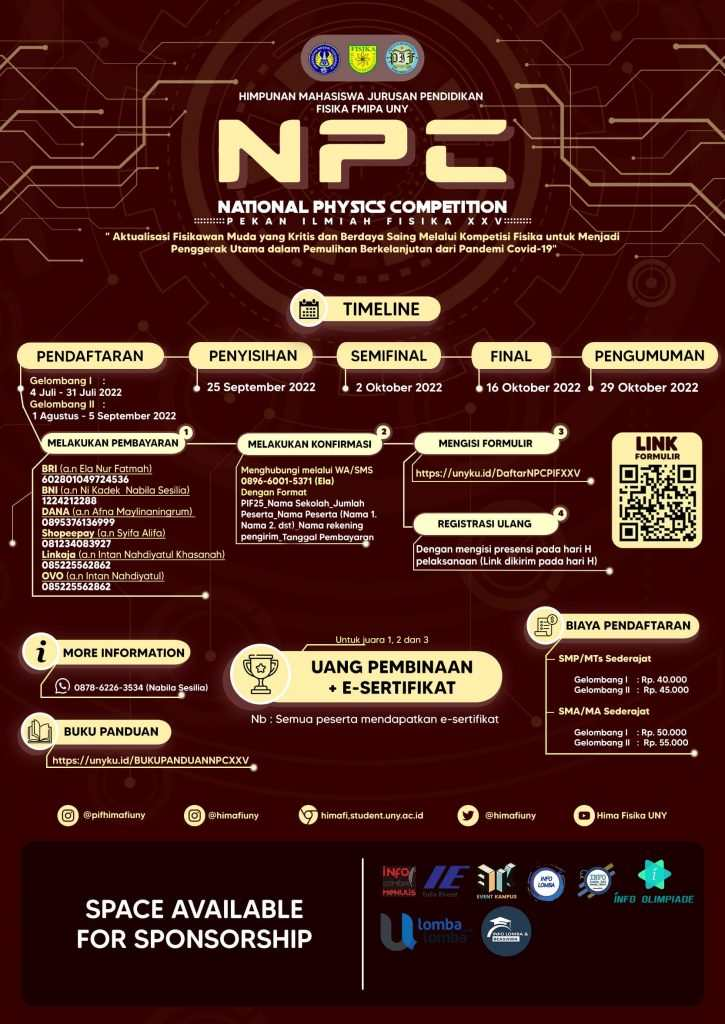 FISIKA
PIF
HIMPUNAN MAHASISWA JURUSAN PENDIDIKAN
FISIKA FMIPA UNY
NPC
NATIONAL PHYSICS COMPETITION
PEKAN ILMIAH FISIKA XXV
" Aktualisasi Fisikawan Muda yang Kritis dan Berdaya Saing Melalui Kompetisi Fisika untuk Menjadi
Penggerak Utama dalam Pemulihan Berkelanjutan dari Pandemi Covid-19"
TIMELINE
PENDAFTARAN
Gelombang I :
4 Juli - 31 Juli 2022
Gelombang II :
1 Agustus - 5 September 2022
PENYISIHAN
25 September 2022
SEMIFINAL
2 Oktober 2022
FINAL
16 Oktober 2022
PENGUMUMAN
29 Oktober 2022
MELAKUKAN PEMBAYARAN 1
BRI (a.n Ela Nur Fatmah)
602801049724536
BNI (a.n Ni Kadek Nabila Sesilia)
1224212288
DANA (a.n Afna Maylinaningrum)
0895376136999
Shopeepay (a.n Syifa Alifa)
081234083927
Linkaja (a.n Intan Nahdiyatul Khasanah)
085225562862
OVO (a.n Intan Nahdiyatul)
085225562862
MELAKUKAN KONFIRMASI 2
Menghubungi melalui WA/SMS
0896-6001-5371 (Ela)
Dengan Format
PIF25_Nama Sekolah_Jumlah
Peserta_Nama Peserta (Nama 1.
Nama 2. dst)_Nama rekening
pengirim_Tanggal Pembayaran
MENGISI FORMULIR 3
https://unyku.id/DaftarNPCPIFXXV
REGISTRASI ULANG 4
Dengan mengisi presensi pada hari H
pelaksanaan (Link dikirim pada hari H)
LINK
FORMULIR
MORE INFORMATION
0878-6226-3534 (Nabila Sesilia)
BUKU PANDUAN
https://unyku.id/BUKUPANDUANNPCXXV
Untuk juara 1, 2 dan 3
UANG PEMBINAAN
+ E-SERTIFIKAT
Nb : Semua peserta mendapatkan e-sertifikat
BIAYA PENDAFTARAN
SMP/MTs Sederajat
Gelombang I : Rp. 40.000
Gelombang II : Rp. 45.000
SMA/MA Sederajat
Gelombang I : Rp. 50.000
Gelombang II : Rp. 55.000
@pifhimafiuny
@himafiuny
himafi,student.uny.ac.id
@himafiuny
Hima Fisika UNY
SPACE AVAILABLE
FOR SPONSORSHIP
INFO
LOMBA
MENULIS
IE
EVENT KAMPUS
INFO
LOMBA
INFO
INFO OLIMPIADE
lomba
lomba
INFO LOMBA &
BEASISWA